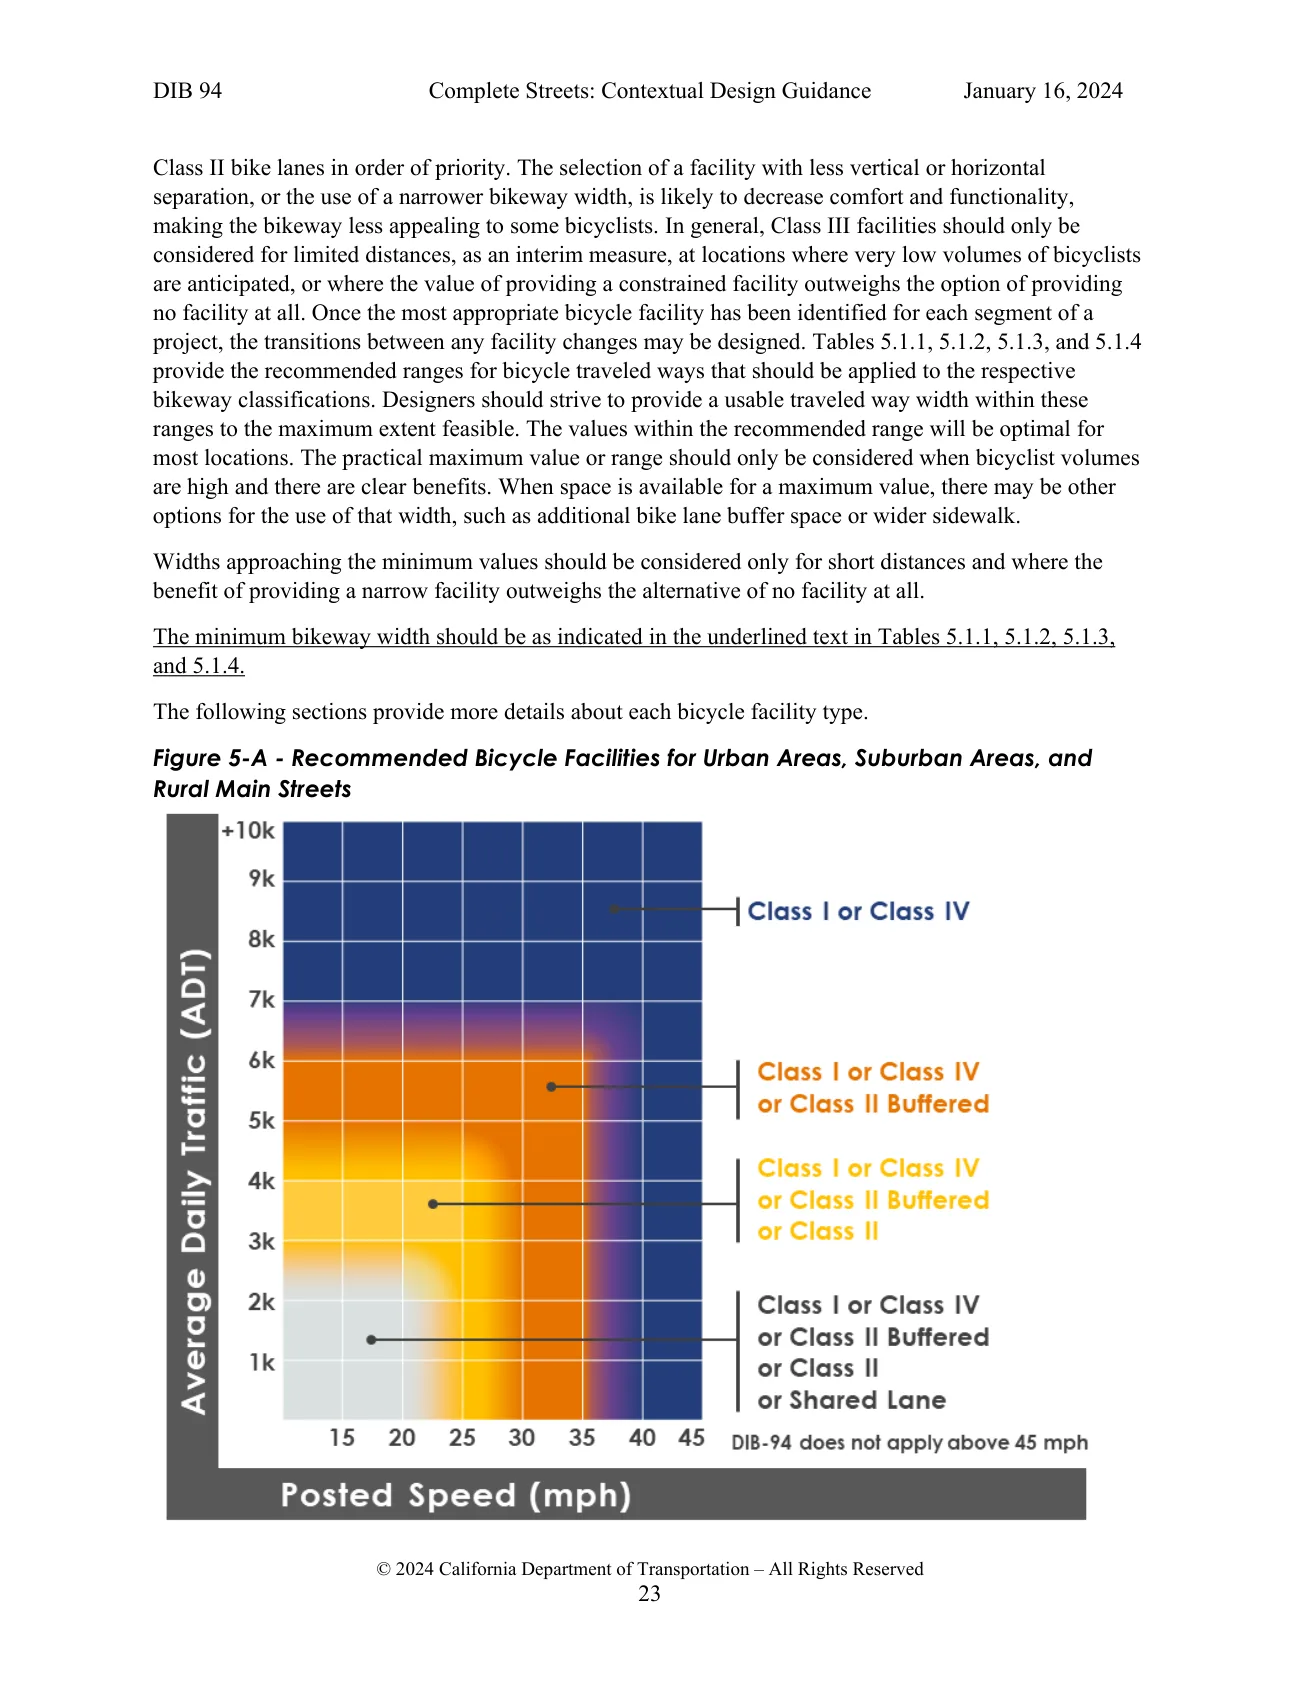 DIB 94 Complete Streets: Contextual Design Guidance January 16, 2024
Class II bike lanes in order of priority. The selection of a facility with less vertical or horizontal
separation, or the use of a narrower bikeway width, is likely to decrease comfort and functionality,
making the bikeway less appealing to some bicyclists. In general, Class III facilities should only be
considered for limited distances, as an interim measure, at locations where very low volumes of bicyclists
are anticipated, or where the value of providing a constrained facility outweighs the option of providing
no facility at all. Once the most appropriate bicycle facility has been identified for each segment of a
project, the transitions between any facility changes may be designed. Tables 5.1.1, 5.1.2, 5.1.3, and 5.1.4
provide the recommended ranges for bicycle traveled ways that should be applied to the respective
bikeway classifications. Designers should strive to provide a usable traveled way width within these
ranges to the maximum extent feasible. The values within the recommended range will be optimal for
most locations. The practical maximum value or range should only be considered when bicyclist volumes
are high and there are clear benefits. When space is available for a maximum value, there may be other
options for the use of that width, such as additional bike lane buffer space or wider sidewalk.
Widths approaching the minimum values should be considered only for short distances and where the
benefit of providing a narrow facility outweighs the alternative of no facility at all.
The minimum bikeway width should be as indicated in the underlined text in Tables 5.1.1, 5.1.2, 5.1.3,
and 5.1.4.
The following sections provide more details about each bicycle facility type.
Figure 5-A - Recommended Bicycle Facilities for Urban Areas, Suburban Areas, and
Rural Main Streets
Average Daily Traffic (ADT)
+10k
9k
8k
7k
6k
5k
4k
3k
2k
1k
Class I or Class IV
Class I or Class IV
or Class II Buffered
Class I or Class IV
or Class II Buffered
or Class II
Class I or Class IV
or Class II Buffered
or Class II
or Shared Lane
15 20 25 30 35 40 45
DIB-94 does not apply above 45 mph
Posted Speed (mph)
© 2024 California Department of Transportation – All Rights Reserved
23